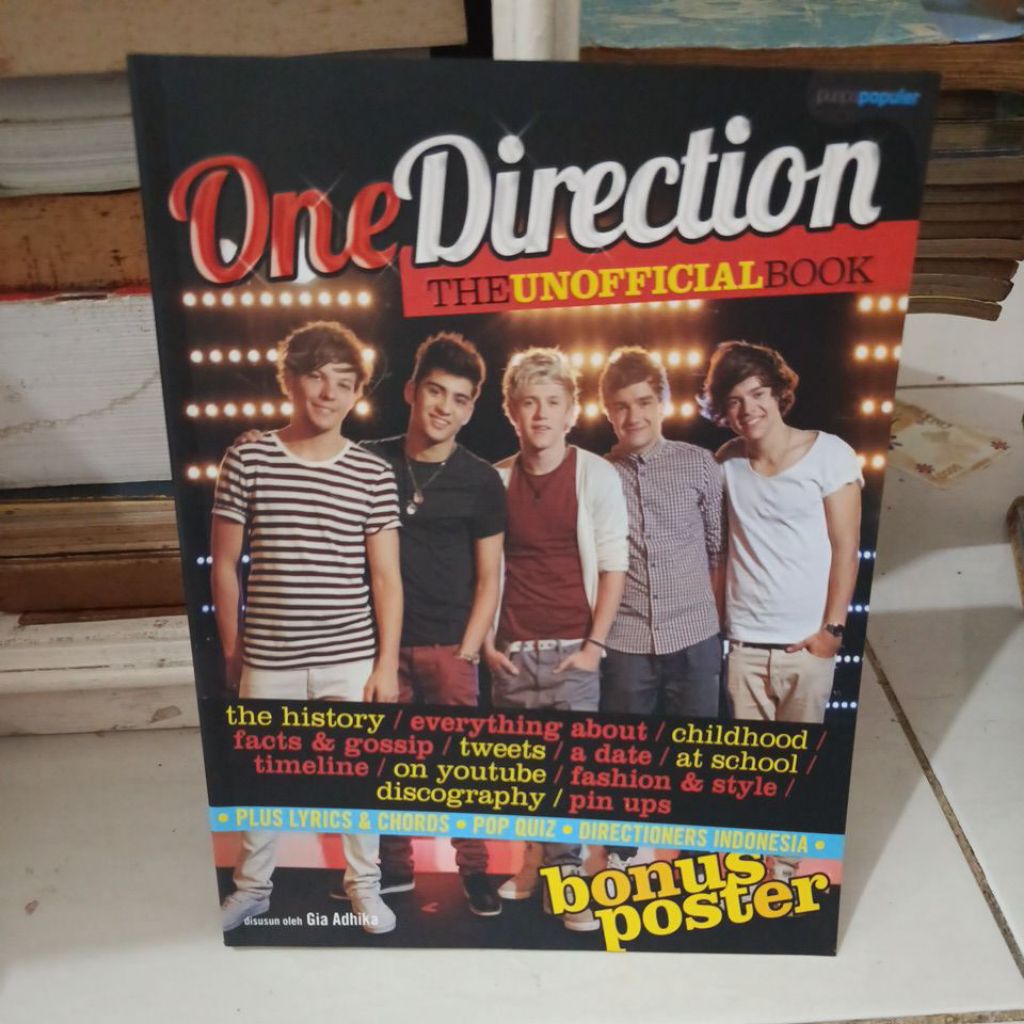 populer
One Direction
THE UNOFFICIAL BOOK
the history / everything about / childhood /
facts & gossip / tweets / a date / at school /
timeline / on youtube / fashion & style /
discography / pin ups
• PLUS LYRICS & CHORDS • POP QUIZ • DIRECTIONERS INDONESIA •
bonus
poster
disusun oleh Gia Adhika